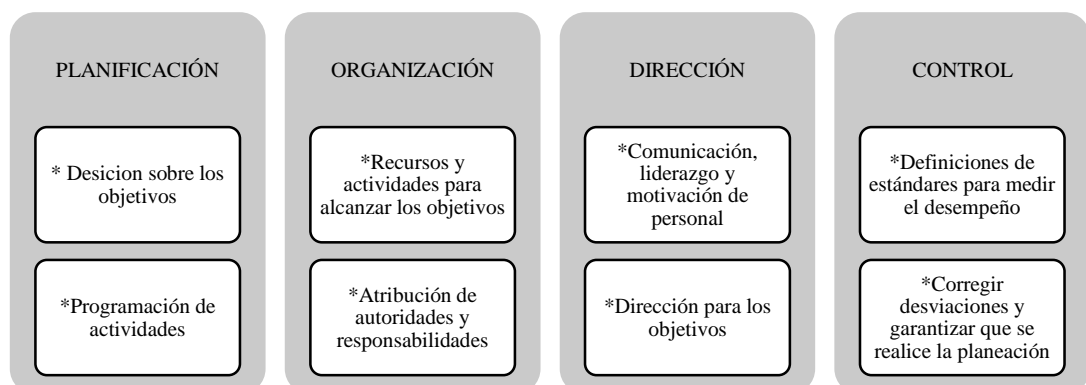 PLANIFICACIÓN
* Desicion sobre los
objetivos
*Programación de
actividades
ORGANIZACIÓN
*Recursos y
actividades para
alcanzar los objetivos
*Atribución de
autoridades y
responsabilidades
DIRECCIÓN
*Comunicación,
liderazgo y
motivación de
personal
*Dirección para los
objetivos
CONTROL
*Definiciones de
estándares para medir
el desempeño
*Corregir
desviaciones y
garantizar que se
realice la planeación